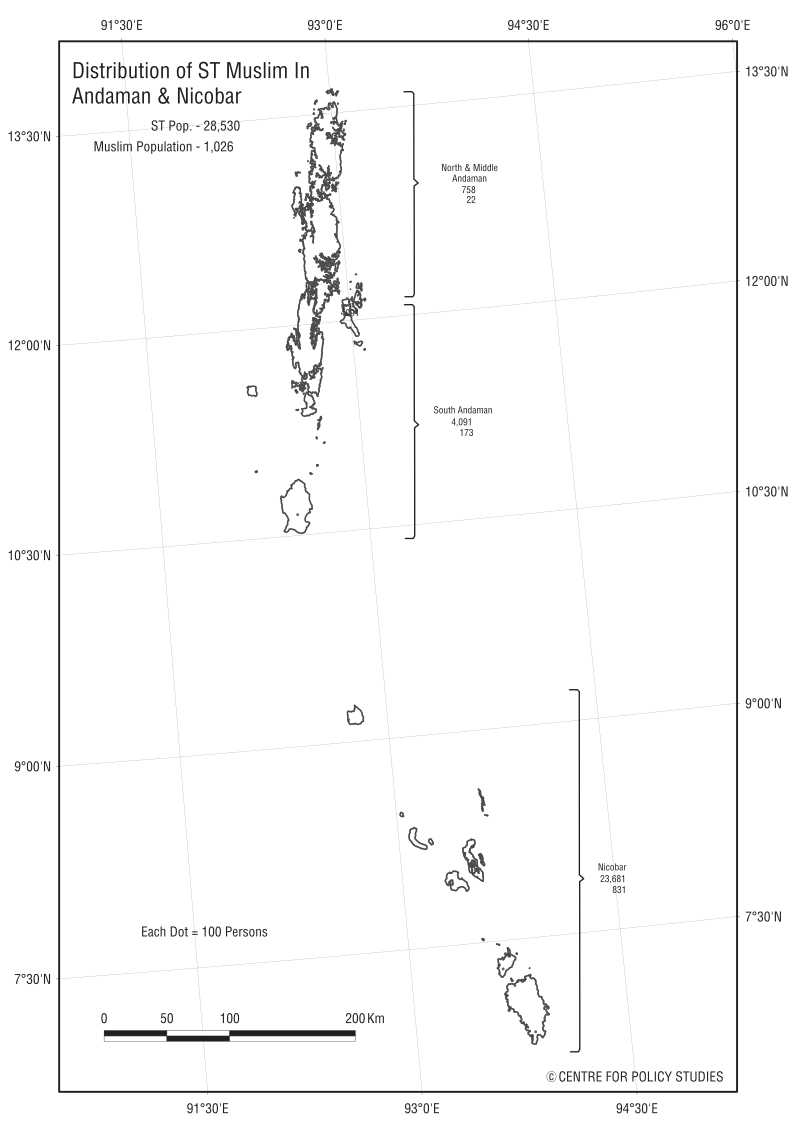 91°30'E 93°0'E 94°30'E 96°0'E
Distribution of ST Muslim In
Andaman & Nicobar
13°30'N
ST Pop. - 28,530
13°30'N
Muslim Population - 1,026
North & Middle
Andaman
758
22
12°00'N
12°00'N
South Andaman
4,091
173
10°30'N
10°30'N
9°00'N
9°00'N
Nicobar
23,681
831
7°30'N
Each Dot = 100 Persons
7°30'N
0 50 100 200 Km
© CENTRE FOR POLICY STUDIES
91°30'E 93°0'E 94°30'E